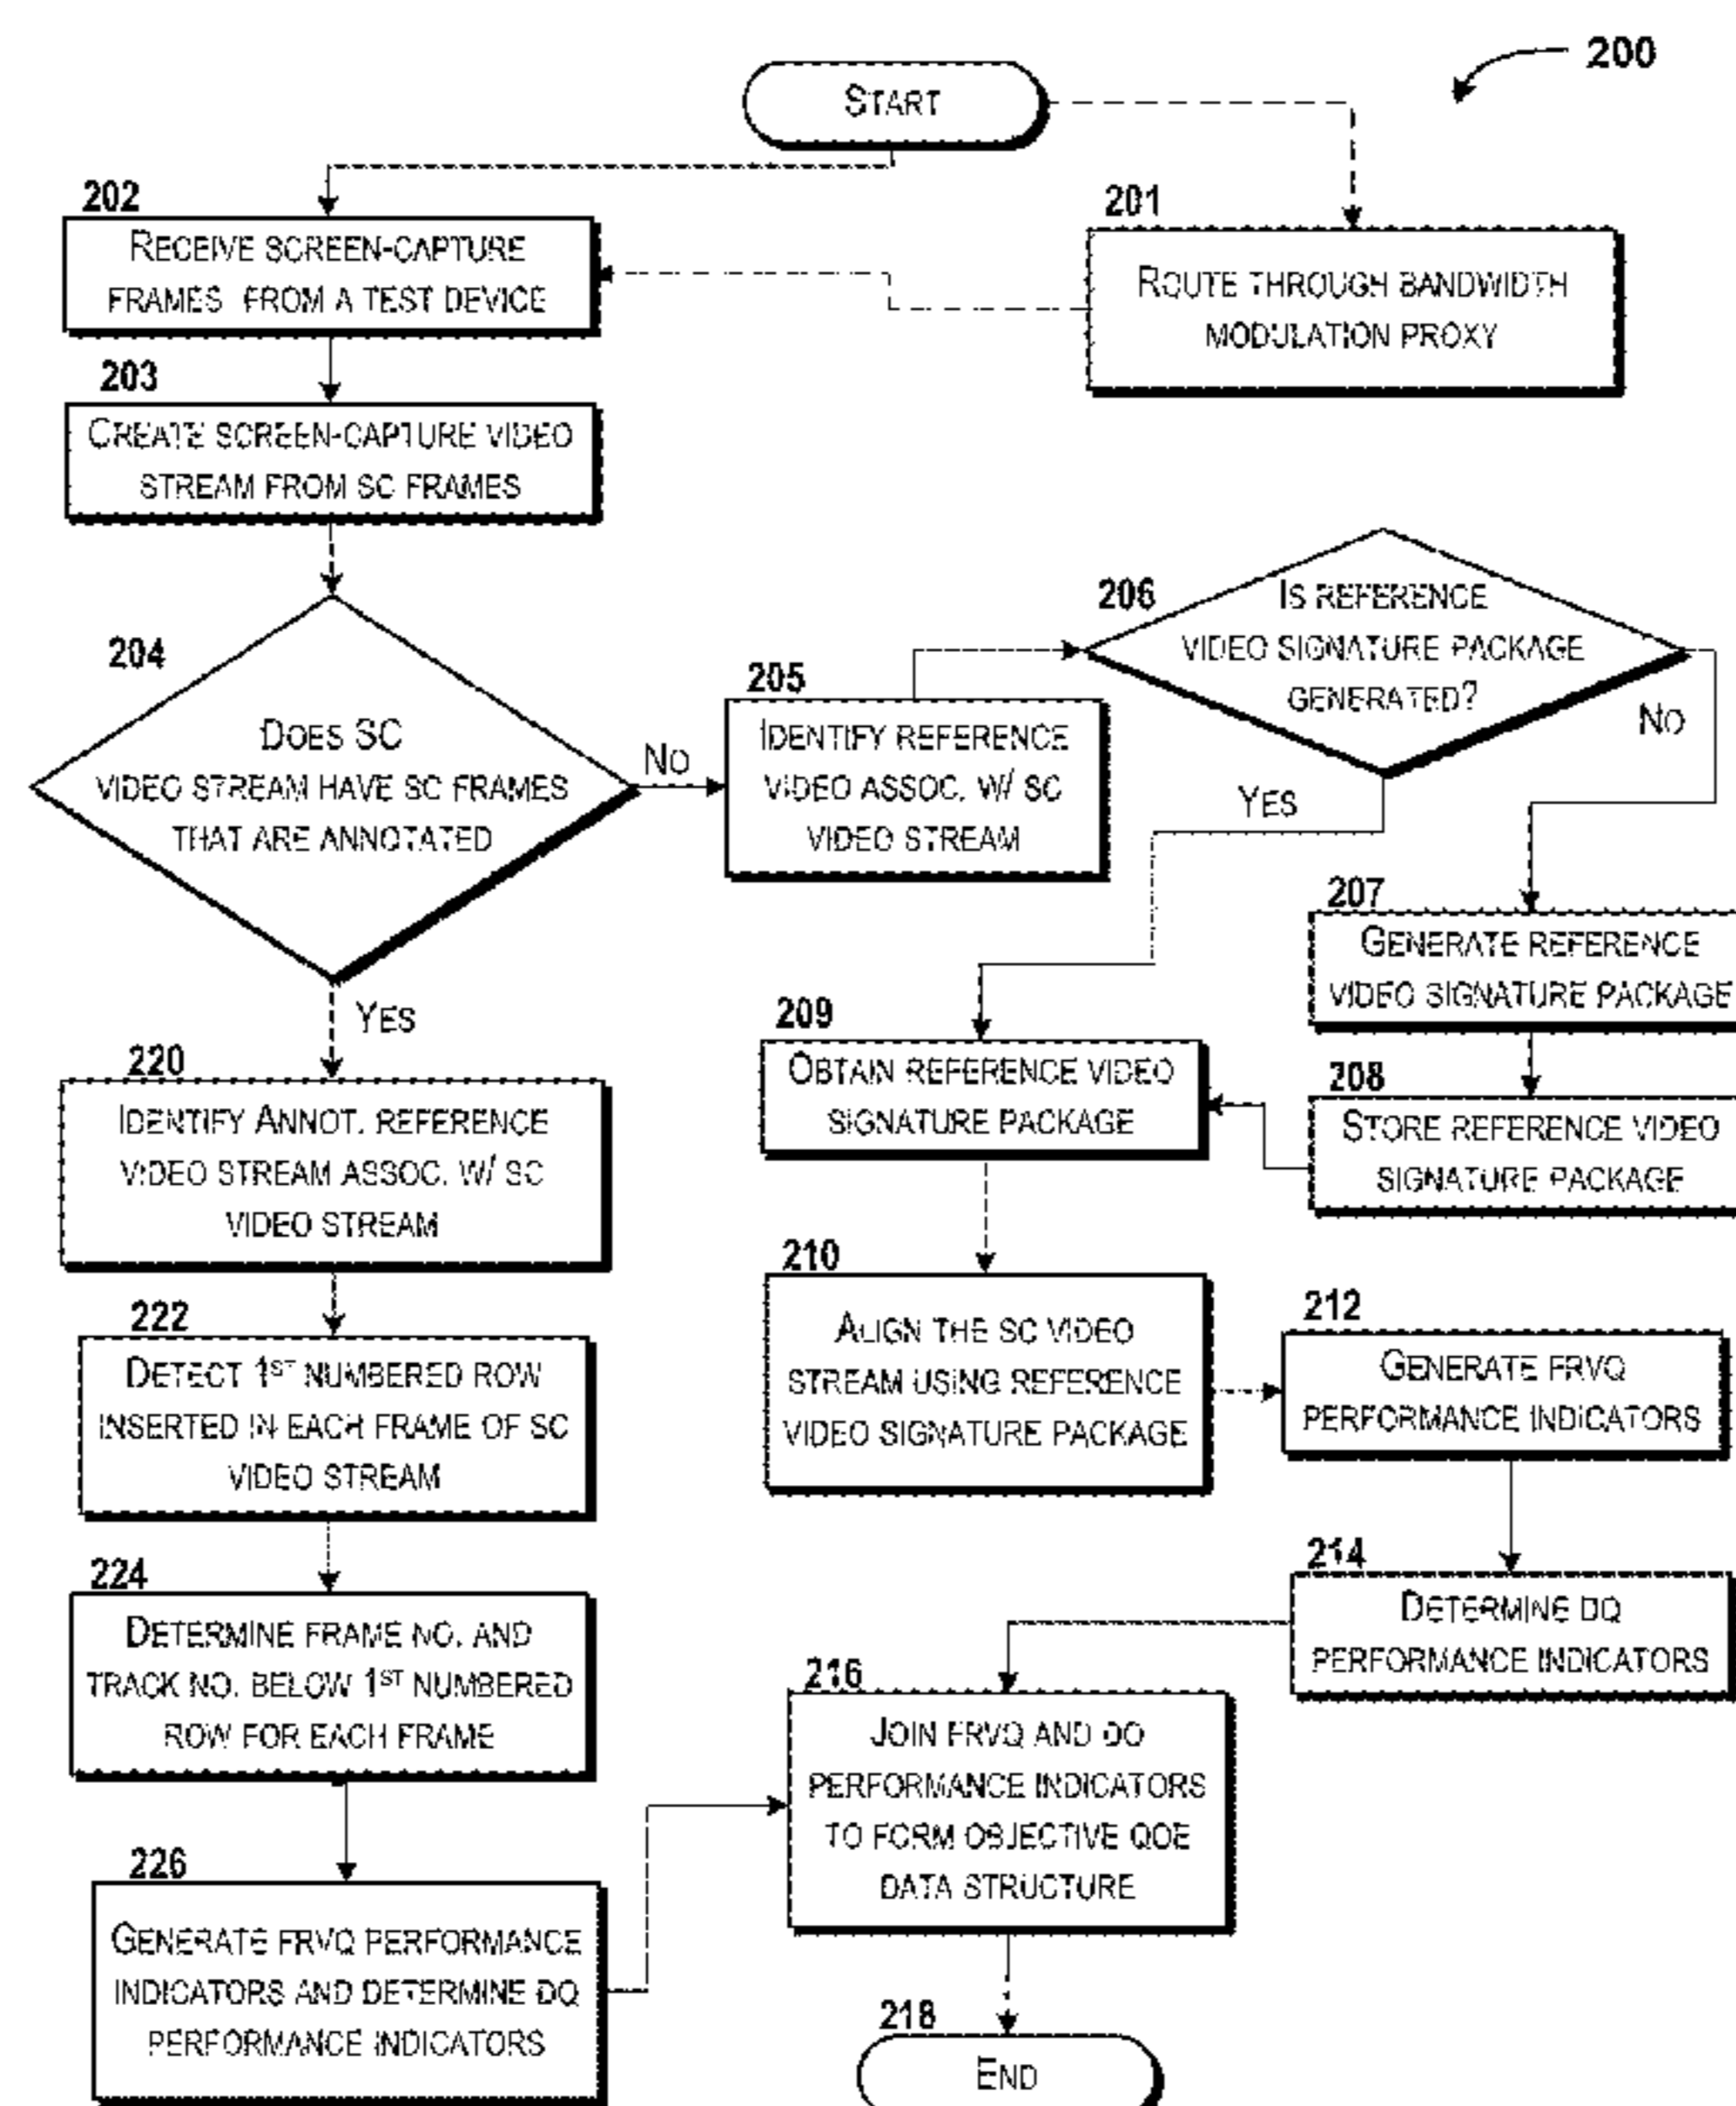 200
START
202
RECEIVE SCREEN-CAPTURE
FRAMES FROM A TEST DEVICE
201
ROUTE THROUGH BANDWIDTH
MODULATION PROXY
203
CREATE SCREEN-CAPTURE VIDEO
STREAM FROM SC FRAMES
204
DOES SC
VIDEO STREAM HAVE SC FRAMES
THAT ARE ANNOTATED
NO
YES
205
IDENTIFY REFERENCE
VIDEO ASSOC. W/ SC
VIDEO STREAM
206
IS REFERENCE
VIDEO SIGNATURE PACKAGE
GENERATED?
NO
YES
207
GENERATE REFERENCE
VIDEO SIGNATURE PACKAGE
208
STORE REFERENCE VIDEO
SIGNATURE PACKAGE
209
OBTAIN REFERENCE VIDEO
SIGNATURE PACKAGE
210
ALIGN THE SC VIDEO
STREAM USING REFERENCE
VIDEO SIGNATURE PACKAGE
212
GENERATE FRVQ
PERFORMANCE INDICATORS
214
DETERMINE DQ
PERFORMANCE INDICATORS
220
IDENTIFY ANNOT. REFERENCE
VIDEO STREAM ASSOC. W/ SC
VIDEO STREAM
222
DETECT 1ST NUMBERED ROW
INSERTED IN EACH FRAME OF SC
VIDEO STREAM
224
DETERMINE FRAME NO. AND
TRACK NO. BELOW 1ST NUMBERED
ROW FOR EACH FRAME
226
GENERATE FRVQ PERFORMANCE
INDICATORS AND DETERMINE DQ
PERFORMANCE INDICATORS
216
JOIN FRVQ AND DQ
PERFORMANCE INDICATORS
TO FORM OBJECTIVE QOE
DATA STRUCTURE
218
END